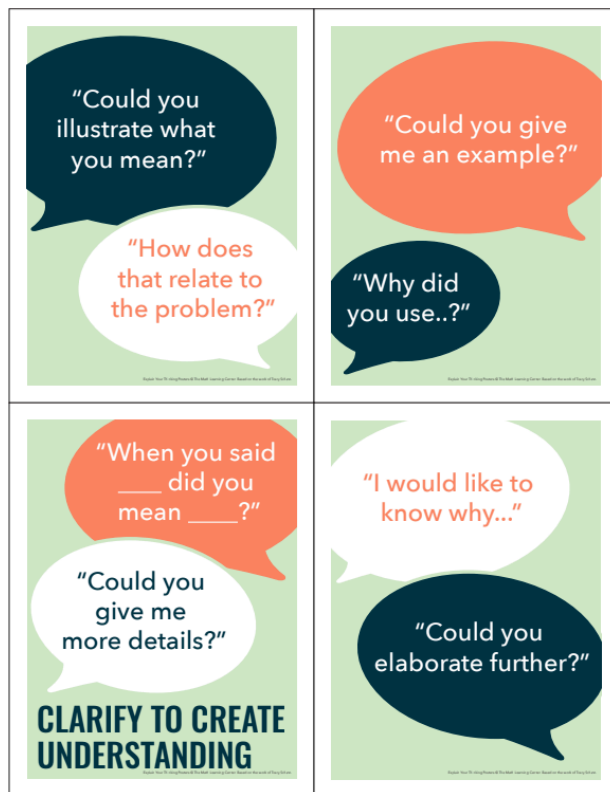 “Could you
illustrate what
you mean?”
“How does
that relate to
the problem?”
“Could you give
me an example?”
“Why did
you use..?”
“When you said
____ did you
mean ____?”
“Could you
give me
more details?”
CLARIFY TO CREATE
UNDERSTANDING
“I would like to
know why...”
“Could you
elaborate further?”